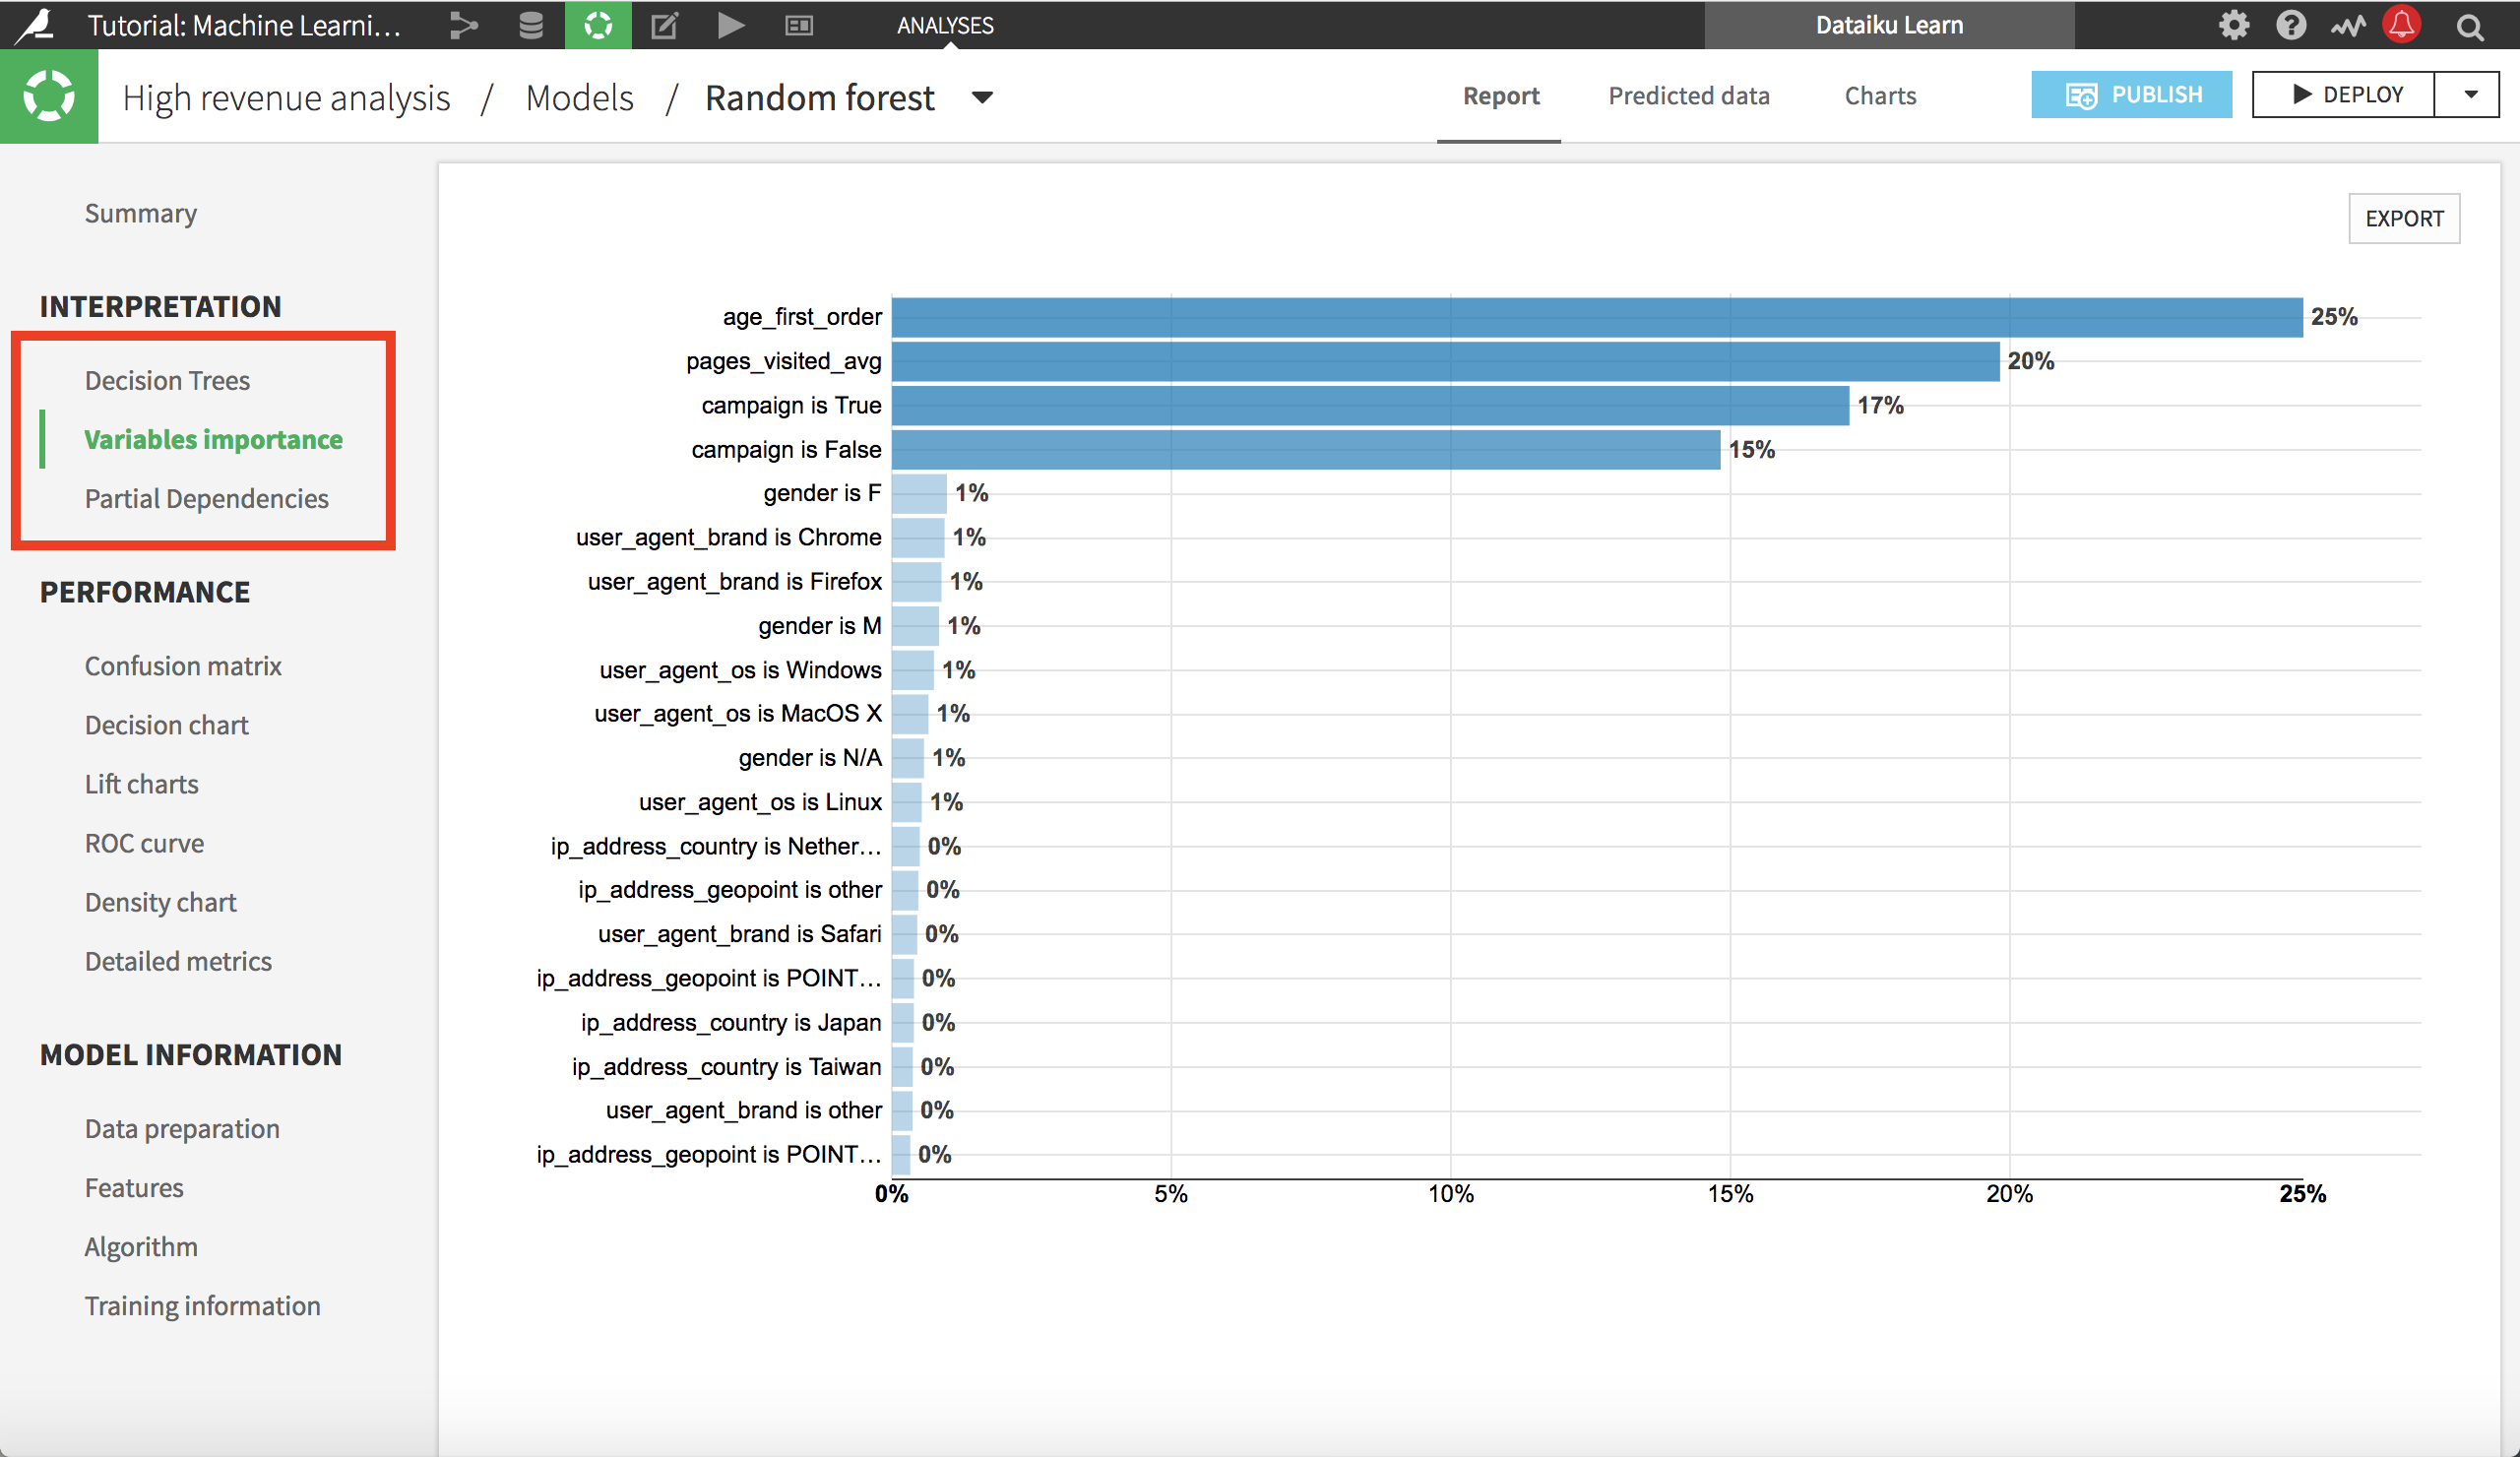 Tutorial: Machine Learni...
ANALYSES
Dataiku Learn
High revenue analysis / Models / Random forest
Report
Predicted data
Charts
PUBLISH
DEPLOY
Summary
INTERPRETATION
Decision Trees
Variables importance
Partial Dependencies
PERFORMANCE
Confusion matrix
Decision chart
Lift charts
ROC curve
Density chart
Detailed metrics
MODEL INFORMATION
Data preparation
Features
Algorithm
Training information
EXPORT
age_first_order 25%
pages_visited_avg 20%
campaign is True 17%
campaign is False 15%
gender is F 1%
user_agent_brand is Chrome 1%
user_agent_brand is Firefox 1%
gender is M 1%
user_agent_os is Windows 1%
user_agent_os is MacOS X 1%
gender is N/A 1%
user_agent_os is Linux 1%
ip_address_country is Nether... 0%
ip_address_geopoint is other 0%
user_agent_brand is Safari 0%
ip_address_geopoint is POINT... 0%
ip_address_country is Japan 0%
ip_address_country is Taiwan 0%
user_agent_brand is other 0%
ip_address_geopoint is POINT... 0%
0% 5% 10% 15% 20% 25%